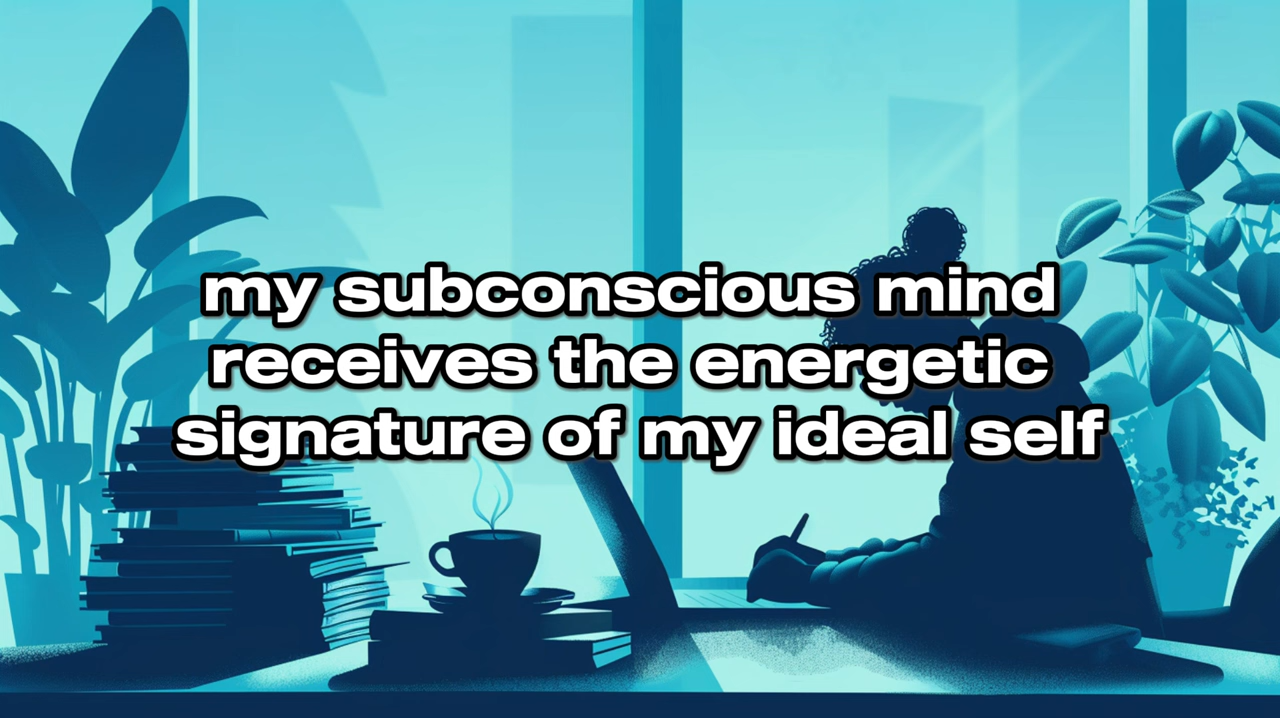 my subconscious mind
receives the energetic
signature of my ideal self